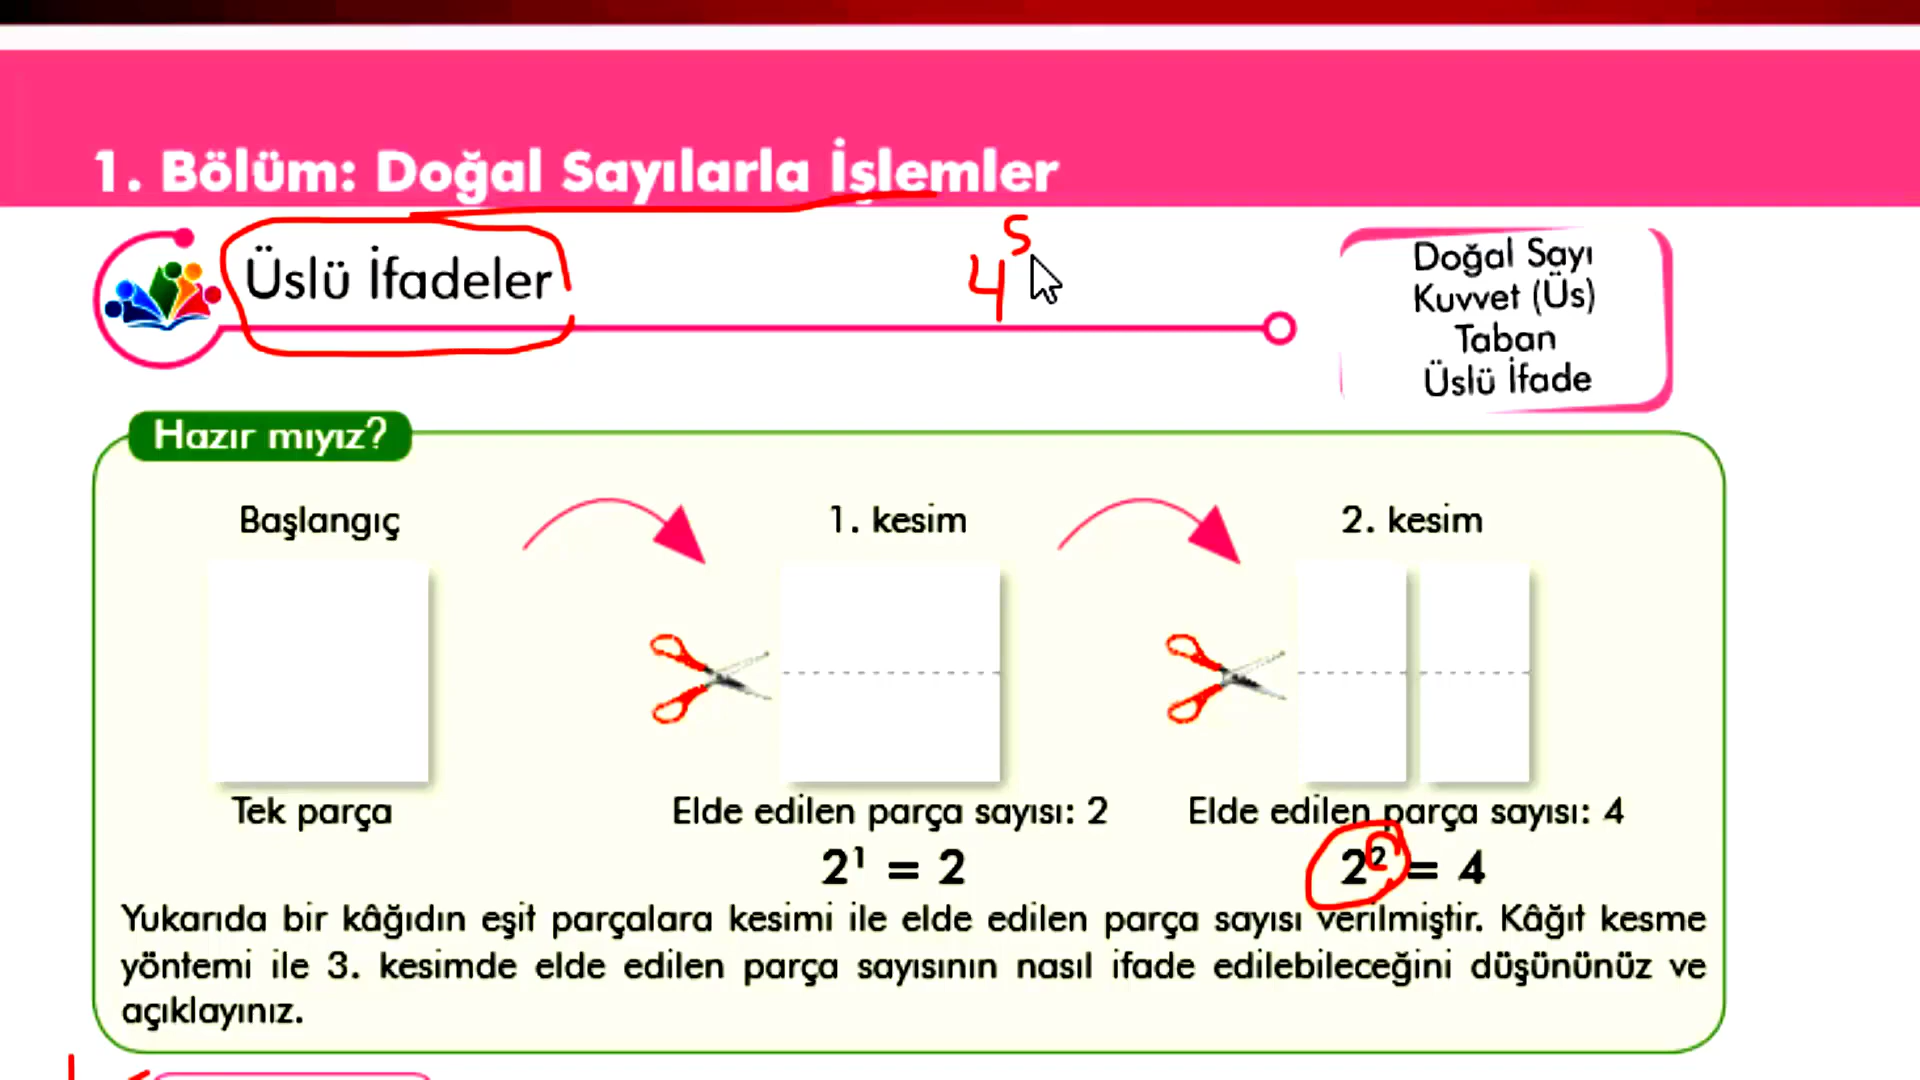 1. Bölüm: Doğal Sayılarla İşlemler
Üslü İfadeler
4⁵
Doğal Sayı
Kuvvet (Üs)
Taban
Üslü İfade
Hazır mıyız?
Başlangıç
1. kesim
2. kesim
Tek parça
Elde edilen parça sayısı: 2
Elde edilen parça sayısı: 4
2¹ = 2
2² = 4
Yukarıda bir kâğıdın eşit parçalara kesimi ile elde edilen parça sayısı verilmiştir. Kâğıt kesme
yöntemi ile 3. kesimde elde edilen parça sayısının nasıl ifade edilebileceğini düşününüz ve
açıklayınız.